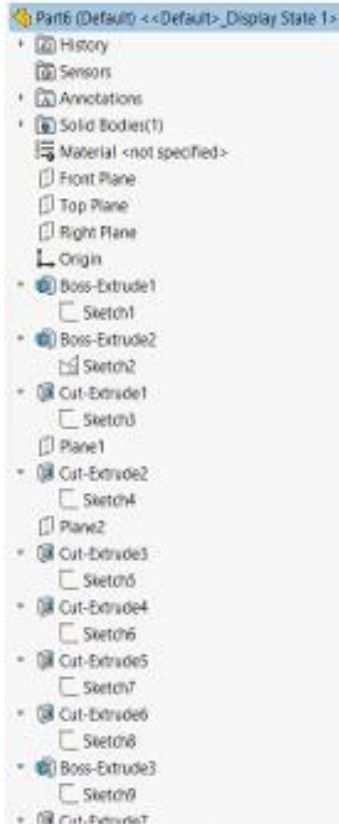 Part6 (Default) <<Default>_Display State 1>
History
Sensors
Annotations
Solid Bodies(1)
Material <not specified>
Front Plane
Top Plane
Right Plane
Origin
Boss-Extrude1
Sketch1
Boss-Extrude2
Sketch2
Cut-Extrude1
Sketch3
Plane1
Cut-Extrude2
Sketch4
Plane2
Cut-Extrude3
Sketch5
Cut-Extrude4
Sketch6
Cut-Extrude5
Sketch7
Cut-Extrude6
Sketch8
Boss-Extrude3
Sketch9
Cut-Extrude7